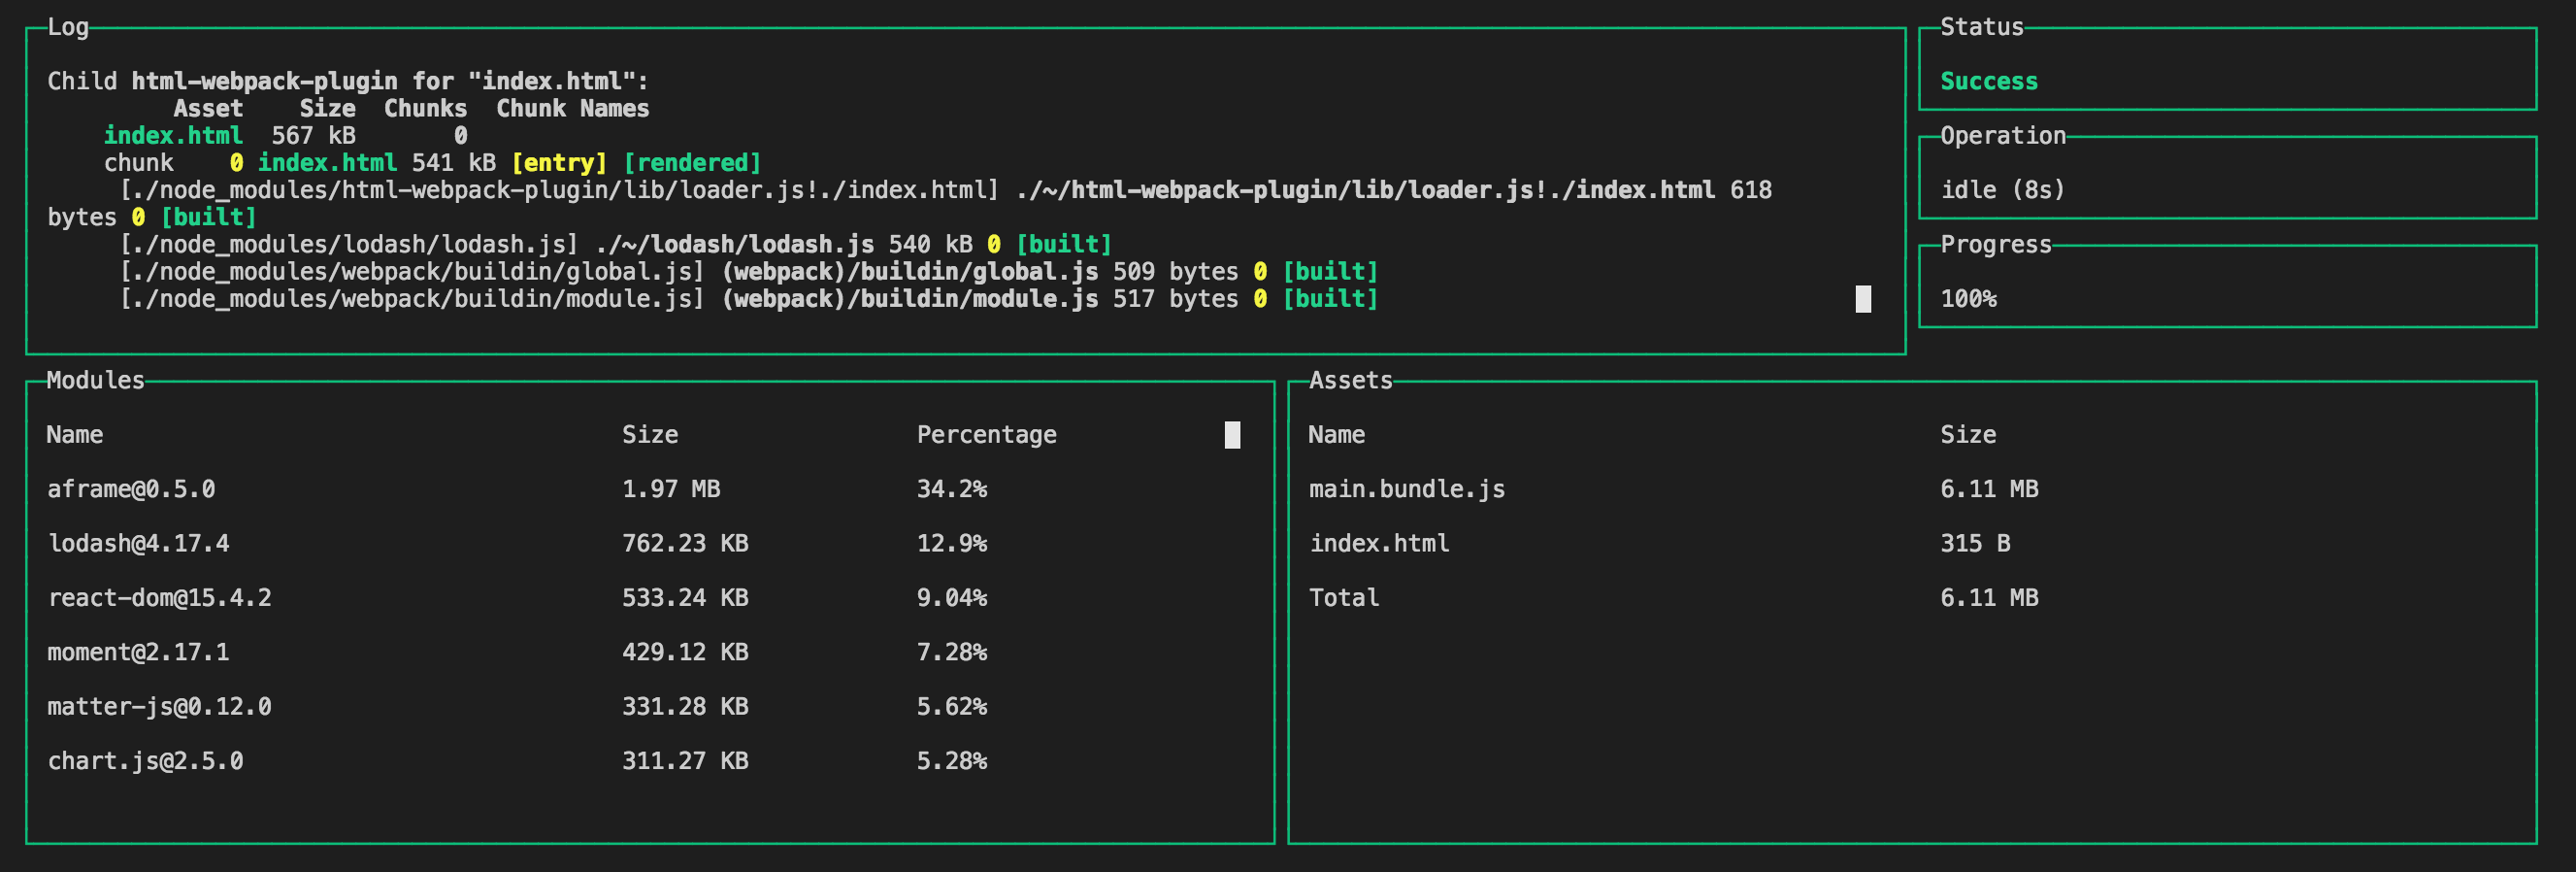 Log
Child html-webpack-plugin for "index.html":
Asset Size Chunks Chunk Names
index.html 567 kB 0
chunk 0 index.html 541 kB [entry] [rendered]
[./node_modules/html-webpack-plugin/lib/loader.js!./index.html] ./~/html-webpack-plugin/lib/loader.js!./index.html 618
bytes 0 [built]
[./node_modules/lodash/lodash.js] ./~/lodash/lodash.js 540 kB 0 [built]
[./node_modules/webpack/buildin/global.js] (webpack)/buildin/global.js 509 bytes 0 [built]
[./node_modules/webpack/buildin/module.js] (webpack)/buildin/module.js 517 bytes 0 [built]
Status
Success
Operation
idle (8s)
Progress
100%
Modules
Name Size Percentage
aframe@0.5.0 1.97 MB 34.2%
lodash@4.17.4 762.23 KB 12.9%
react-dom@15.4.2 533.24 KB 9.04%
moment@2.17.1 429.12 KB 7.28%
matter-js@0.12.0 331.28 KB 5.62%
chart.js@2.5.0 311.27 KB 5.28%
Assets
Name Size
main.bundle.js 6.11 MB
index.html 315 B
Total 6.11 MB